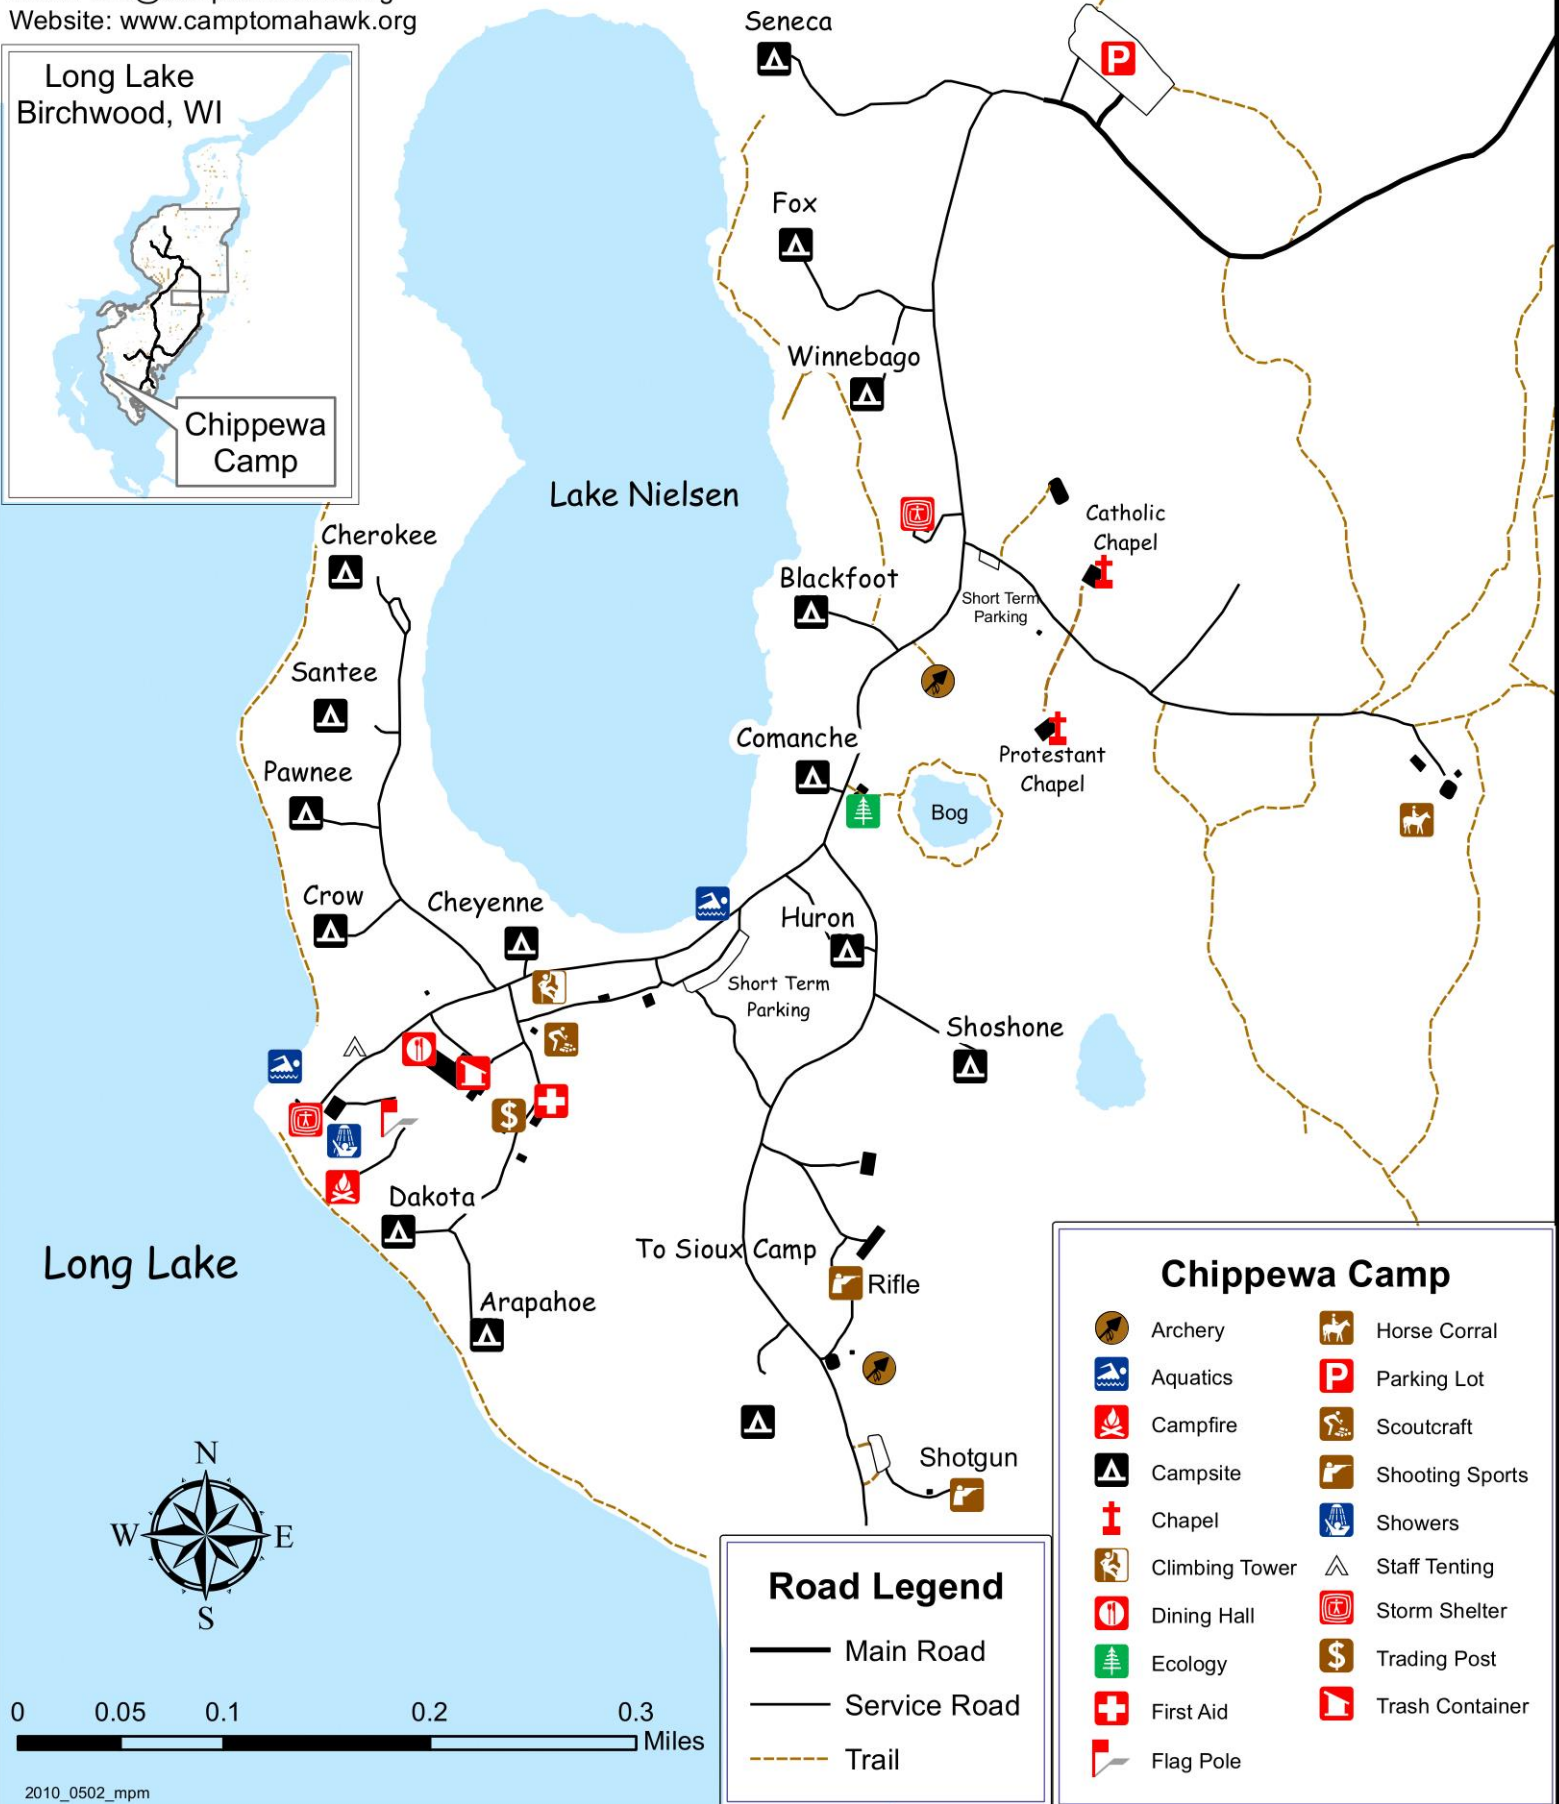 Website: www.camptomahawk.org
Long Lake
Birchwood, WI
Chippewa
Camp
Seneca
P
Fox
Winnebago
Lake Nielsen
Cherokee
Catholic
Chapel
Blackfoot
Short Term
Parking
Santee
Comanche
Protestant
Chapel
Pawnee
Bog
Crow
Cheyenne
Huron
Short Term
Parking
Shoshone
$
Dakota
Long Lake
To Sioux Camp
Rifle
Arapahoe
Shotgun
N
W
E
S
0 0.05 0.1 0.2 0.3
Miles
2010_0502_mpm
Road Legend
Main Road
Service Road
Trail
Chippewa Camp
Archery
Aquatics
Campfire
Campsite
Chapel
Climbing Tower
Dining Hall
Ecology
First Aid
Flag Pole
Horse Corral
P Parking Lot
Scoutcraft
Shooting Sports
Showers
Staff Tenting
Storm Shelter
$ Trading Post
Trash Container